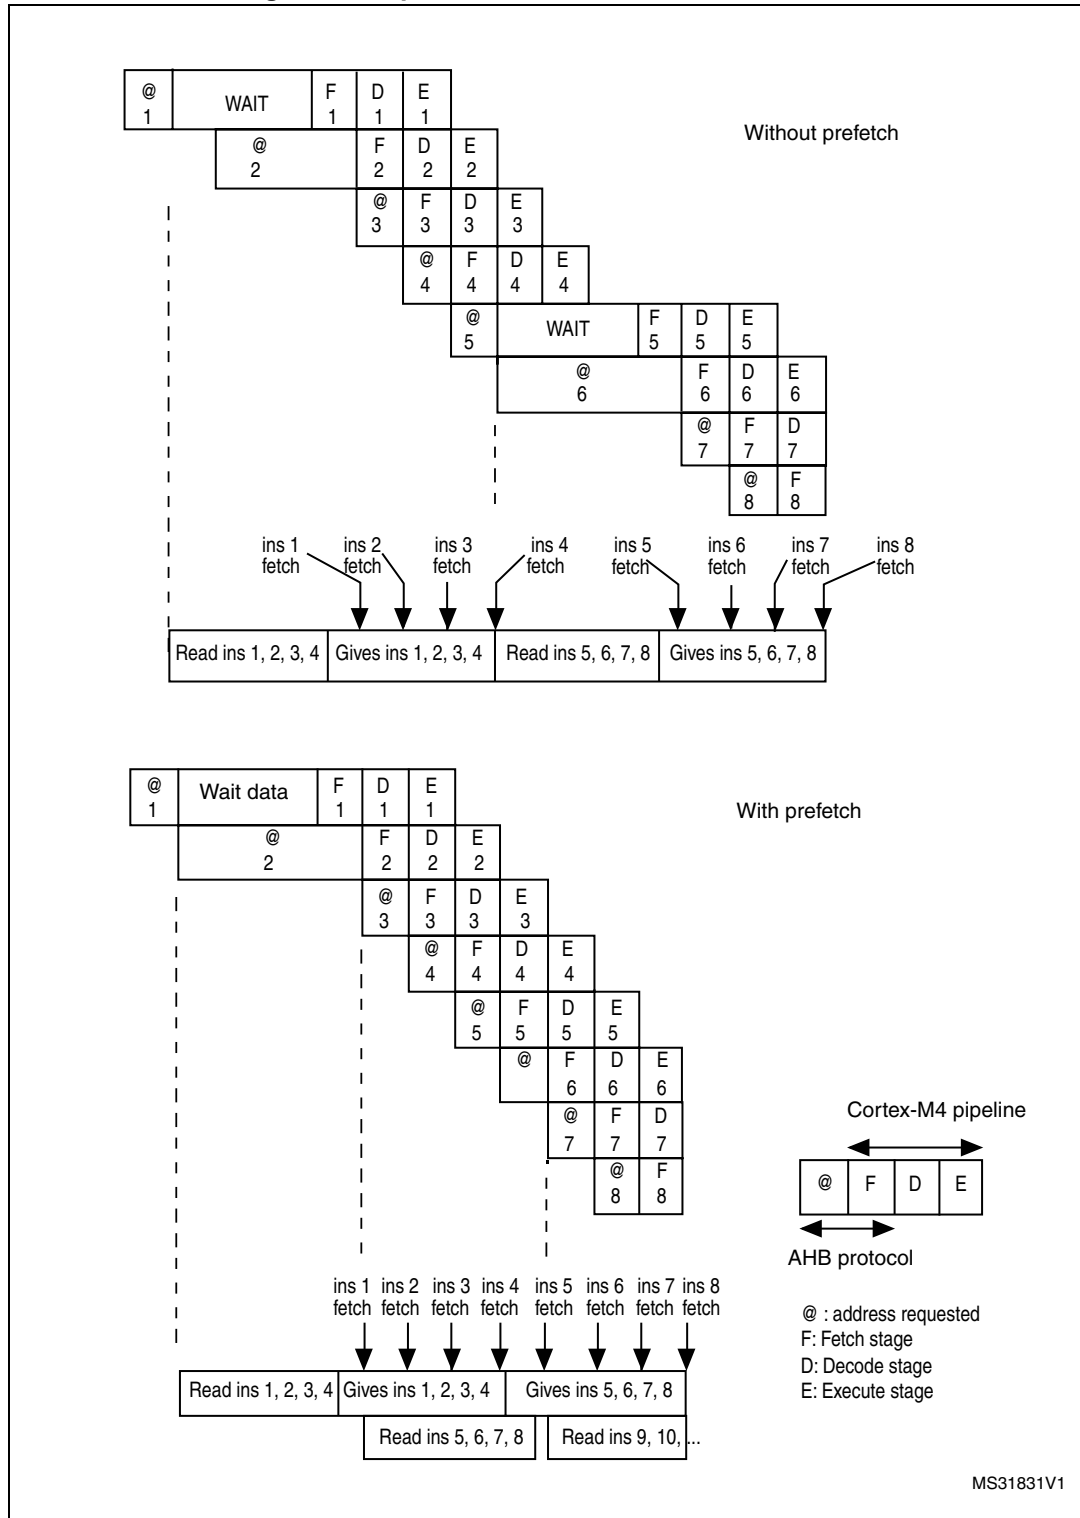 @ WAIT F D E
1 1 1 1
Without prefetch
@ F D E
2 2 2 2
@ F D E
3 3 3 3
@ F D E
4 4 4 4
@ WAIT F D E
5 5 5 5
@ F D E
6 6 6 6
@ F D
7 7 7
@ F
8 8
ins 1 ins 2 ins 3 ins 4 ins 5 ins 6 ins 7 ins 8
fetch fetch fetch fetch fetch fetch fetch fetch
Read ins 1, 2, 3, 4 Gives ins 1, 2, 3, 4 Read ins 5, 6, 7, 8 Gives ins 5, 6, 7, 8
@ Wait data F D E
1 1 1 1
With prefetch
@ F D E
2 2 2 2
@ F D E
3 3 3 3
@ F D E
4 4 4 4
@ F D E
5 5 5 5
@ F D E
6 6 6
@ F D
7 7 7
@ F
8 8
Cortex-M4 pipeline
@ F D E
AHB protocol
ins 1 ins 2 ins 3 ins 4 ins 5 ins 6 ins 7 ins 8
fetch fetch fetch fetch fetch fetch fetch fetch
@ : address requested
F: Fetch stage
D: Decode stage
E: Execute stage
Read ins 1, 2, 3, 4 Gives ins 1, 2, 3, 4 Gives ins 5, 6, 7, 8
Read ins 5, 6, 7, 8 Read ins 9, 10, ...
MS31831V1